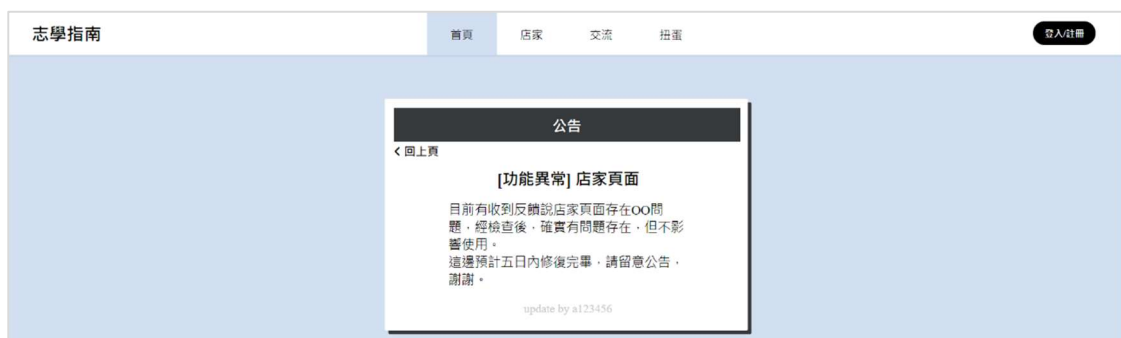 志學指南
首頁 店家 交流 扭蛋
登入/註冊
公告
回上頁
[功能異常] 店家頁面
目前有收到反饋說店家頁面存在OO問
題，經檢查後，確實有問題存在，但不影
響使用。
這邊預計五日內修復完畢，請留意公告，
謝謝。
update by a123456